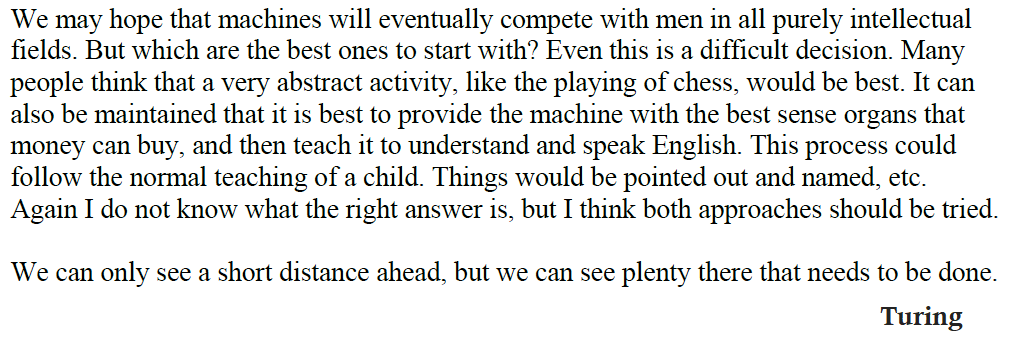 We may hope that machines will eventually compete with men in all purely intellectual
fields. But which are the best ones to start with? Even this is a difficult decision. Many
people think that a very abstract activity, like the playing of chess, would be best. It can
also be maintained that it is best to provide the machine with the best sense organs that
money can buy, and then teach it to understand and speak English. This process could
follow the normal teaching of a child. Things would be pointed out and named, etc.
Again I do not know what the right answer is, but I think both approaches should be tried.
We can only see a short distance ahead, but we can see plenty there that needs to be done.
Turing